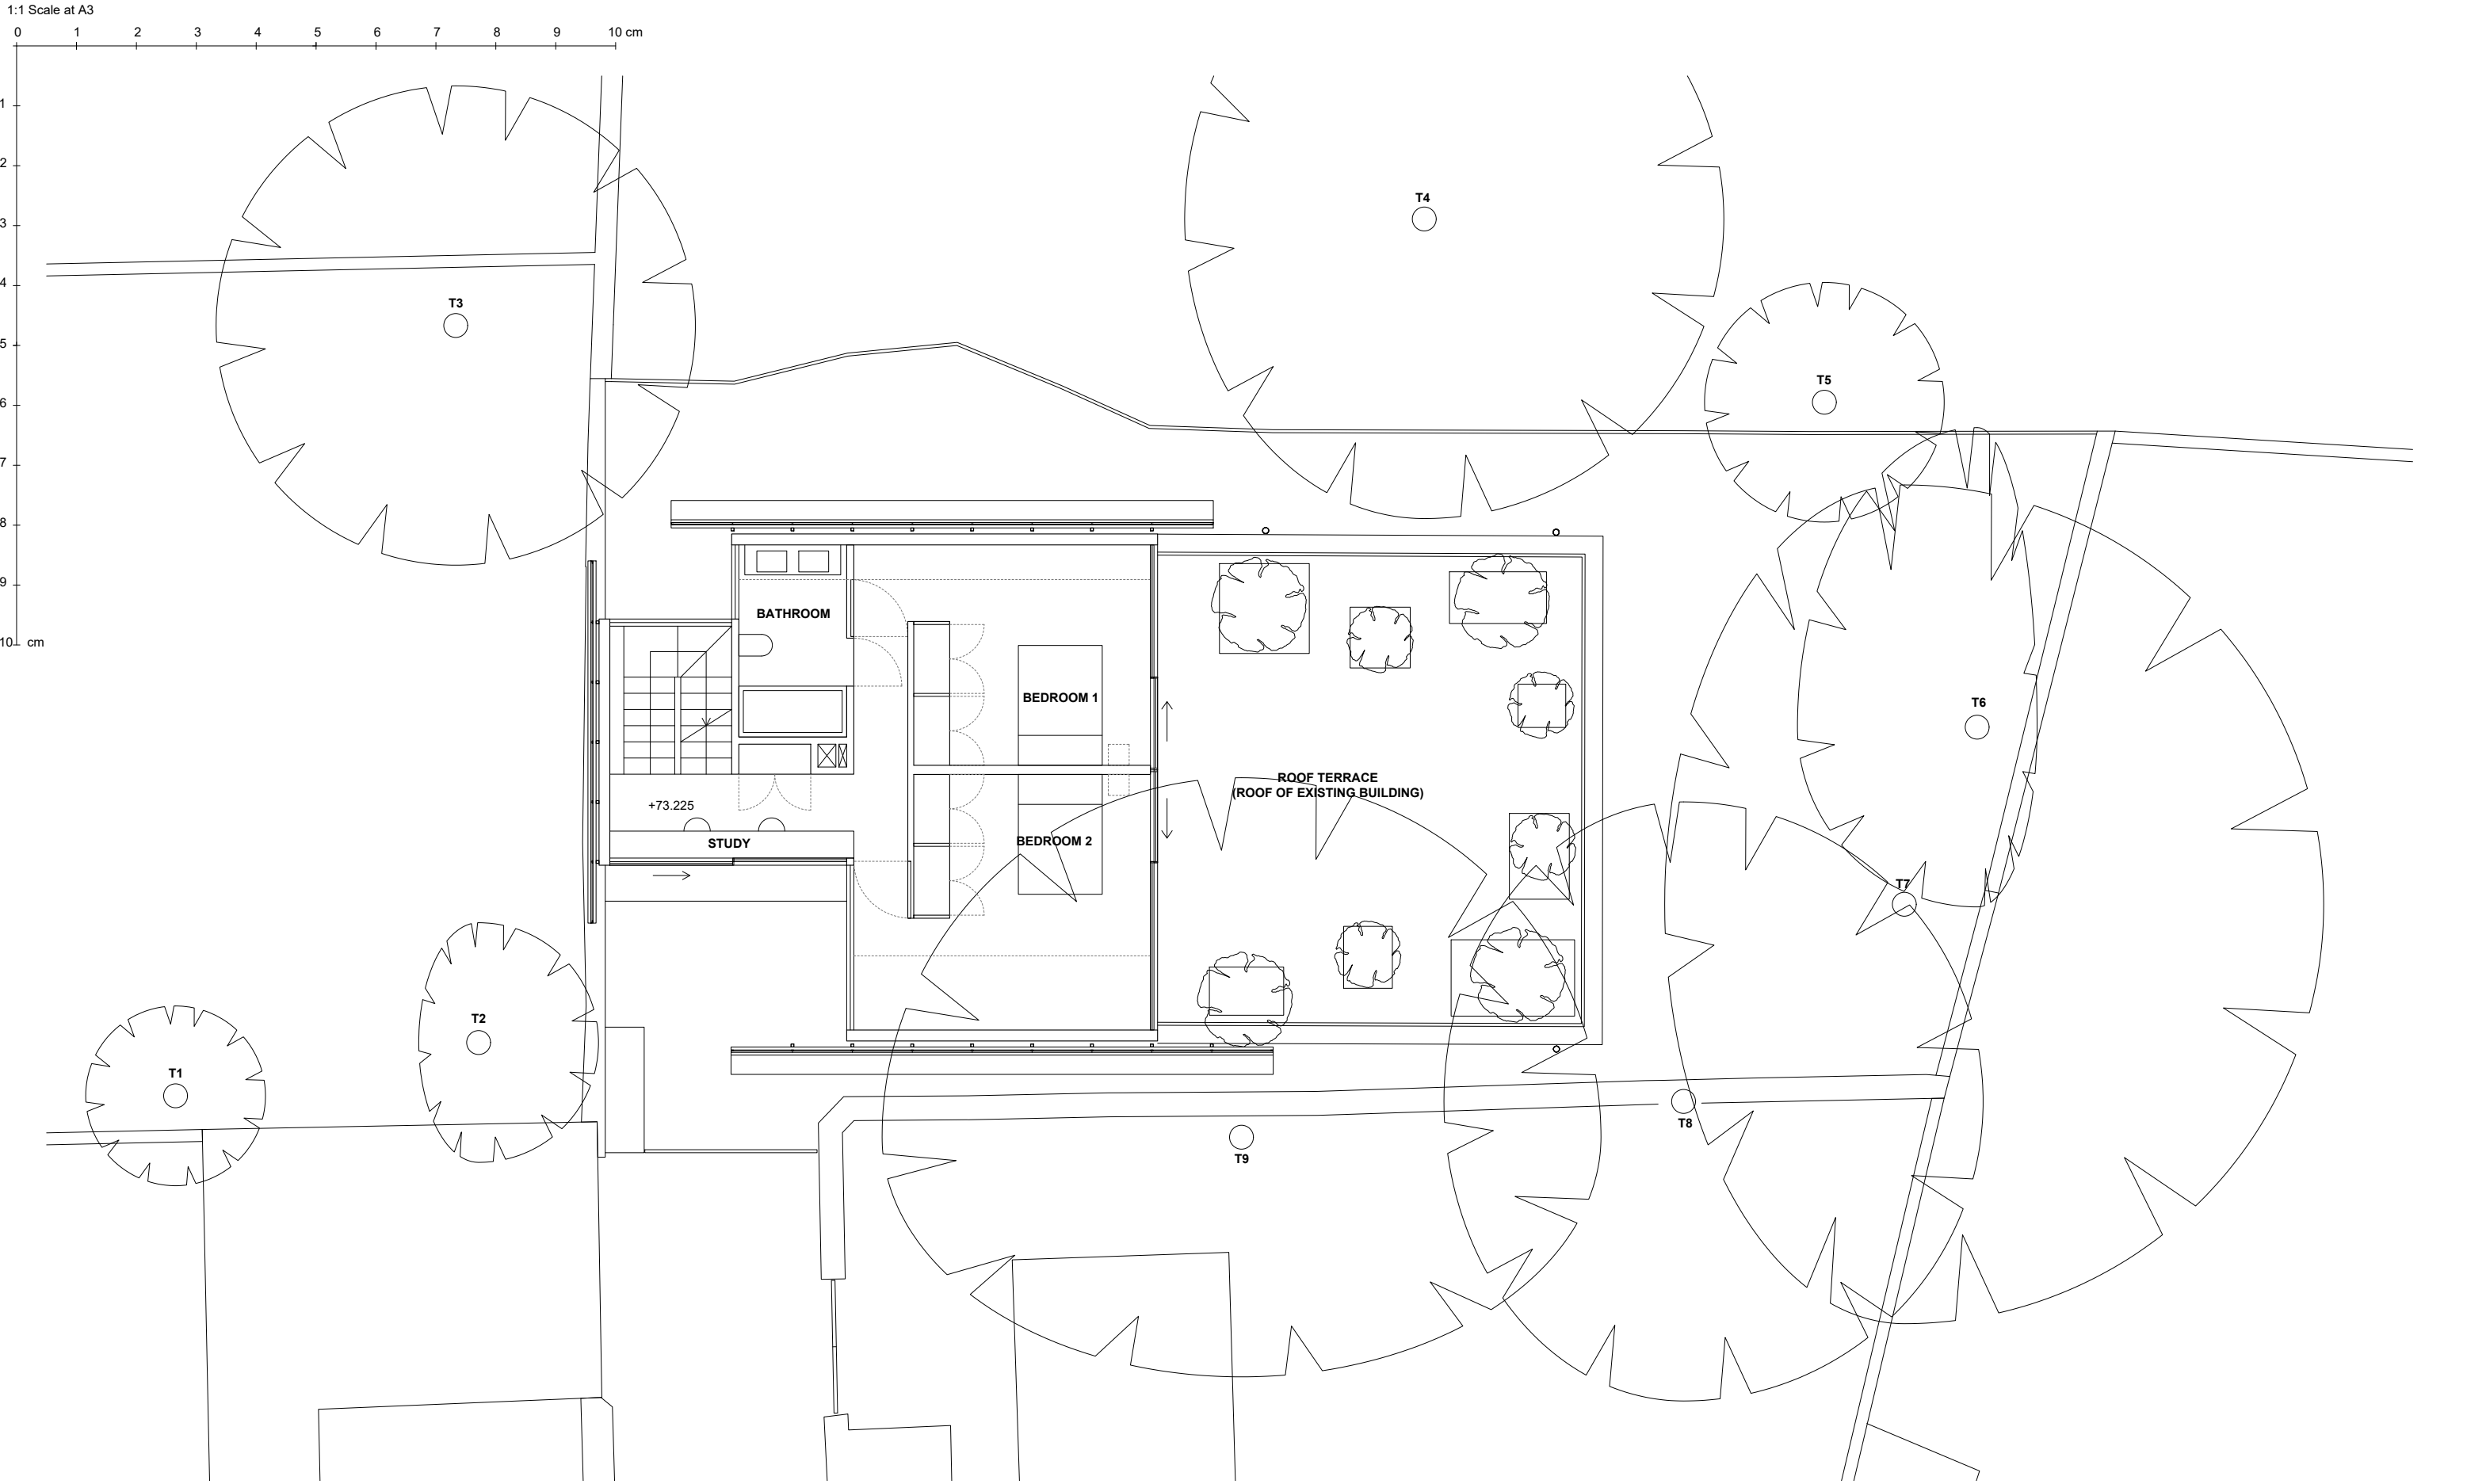 1:1 Scale at A3
0 1 2 3 4 5 6 7 8 9 10 cm
1
2
3
4
5
6
7
8
9
10 cm
T4
T3
T5
BATHROOM
BEDROOM 1
T6
ROOF TERRACE
(ROOF OF EXISTING BUILDING)
+73.225
STUDY
BEDROOM 2
T7
T2
T1
T8
T9